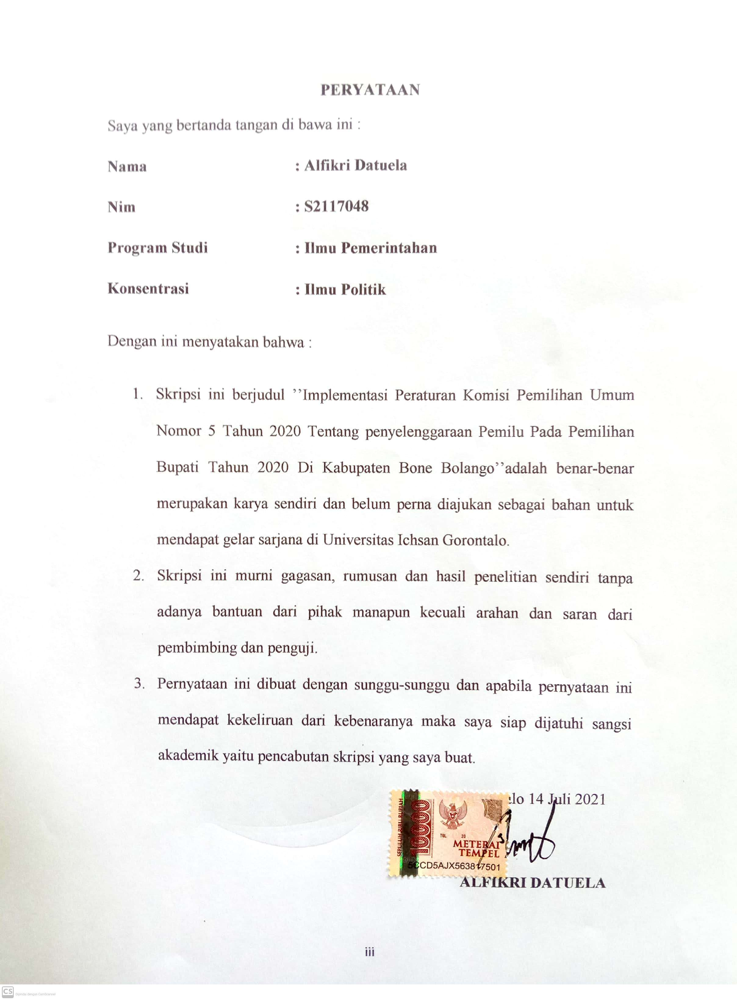 PERYATAAN
Saya yang bertanda tangan di bawa ini :
Nama : Alfikri Datuela
Nim : S2117048
Program Studi : Ilmu Pemerintahan
Konsentrasi : Ilmu Politik
Dengan ini menyatakan bahwa :
1. Skripsi ini berjudul ’’Implementasi Peraturan Komisi Pemilihan Umum
Nomor 5 Tahun 2020 Tentang penyelenggaraan Pemilu Pada Pemilihan
Bupati Tahun 2020 Di Kabupaten Bone Bolango’’adalah benar-benar
merupakan karya sendiri dan belum perna diajukan sebagai bahan untuk
mendapat gelar sarjana di Universitas Ichsan Gorontalo.
2. Skripsi ini murni gagasan, rumusan dan hasil penelitian sendiri tanpa
adanya bantuan dari pihak manapun kecuali arahan dan saran dari
pembimbing dan penguji.
3. Pernyataan ini dibuat dengan sunggu-sunggu dan apabila pernyataan ini
mendapat kekeliruan dari kebenaranya maka saya siap dijatuhi sangsi
akademik yaitu pencabutan skripsi yang saya buat.
lo 14 Juli 2021
SEPULUH RIBU RUPIAH
10000
TGL. 20
METERAI
TEMPEL
5CCD5AJX563817501
ALFIKRI DATUELA
iii
CS Dipindai dengan CamScanner